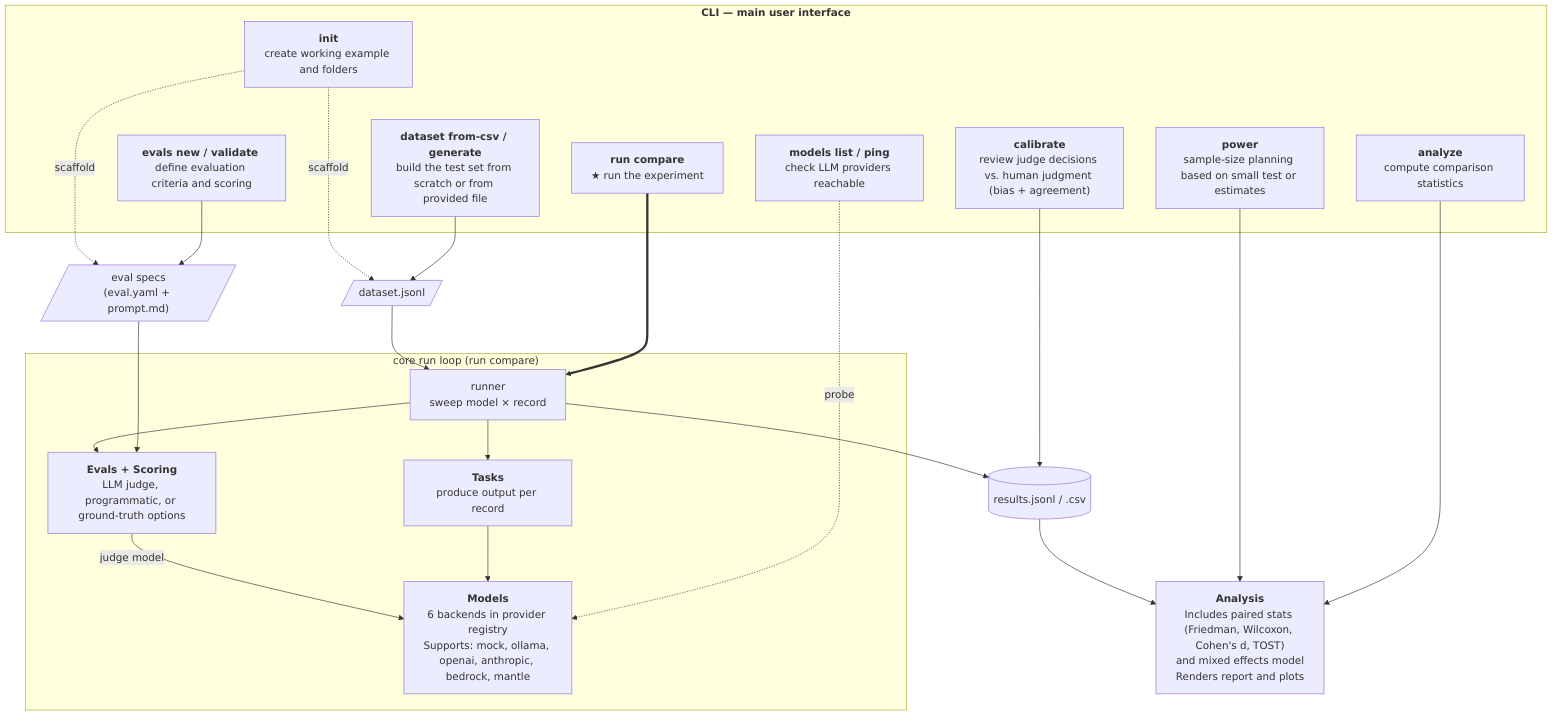 CLI — main user interface
init
create working example
and folders
evals new / validate
define evaluation
criteria and scoring
dataset from-csv /
generate
build the test set from
scratch or from
provided file
run compare
★ run the experiment
models list / ping
check LLM providers
reachable
calibrate
review judge decisions
vs. human judgment
(bias + agreement)
power
sample-size planning
based on small test or
estimates
analyze
compute comparison
statistics
scaffold
scaffold
eval specs
(eval.yaml +
prompt.md)
dataset.jsonl
core run loop (run compare)
runner
sweep model × record
probe
Evals + Scoring
LLM judge,
programmatic, or
ground-truth options
Tasks
produce output per
record
results.jsonl / .csv
judge model
Models
6 backends in provider
registry
Supports: mock, ollama,
openai, anthropic,
bedrock, mantle
Analysis
Includes paired stats
(Friedman, Wilcoxon,
Cohen's d, TOST)
and mixed effects model
Renders report and plots